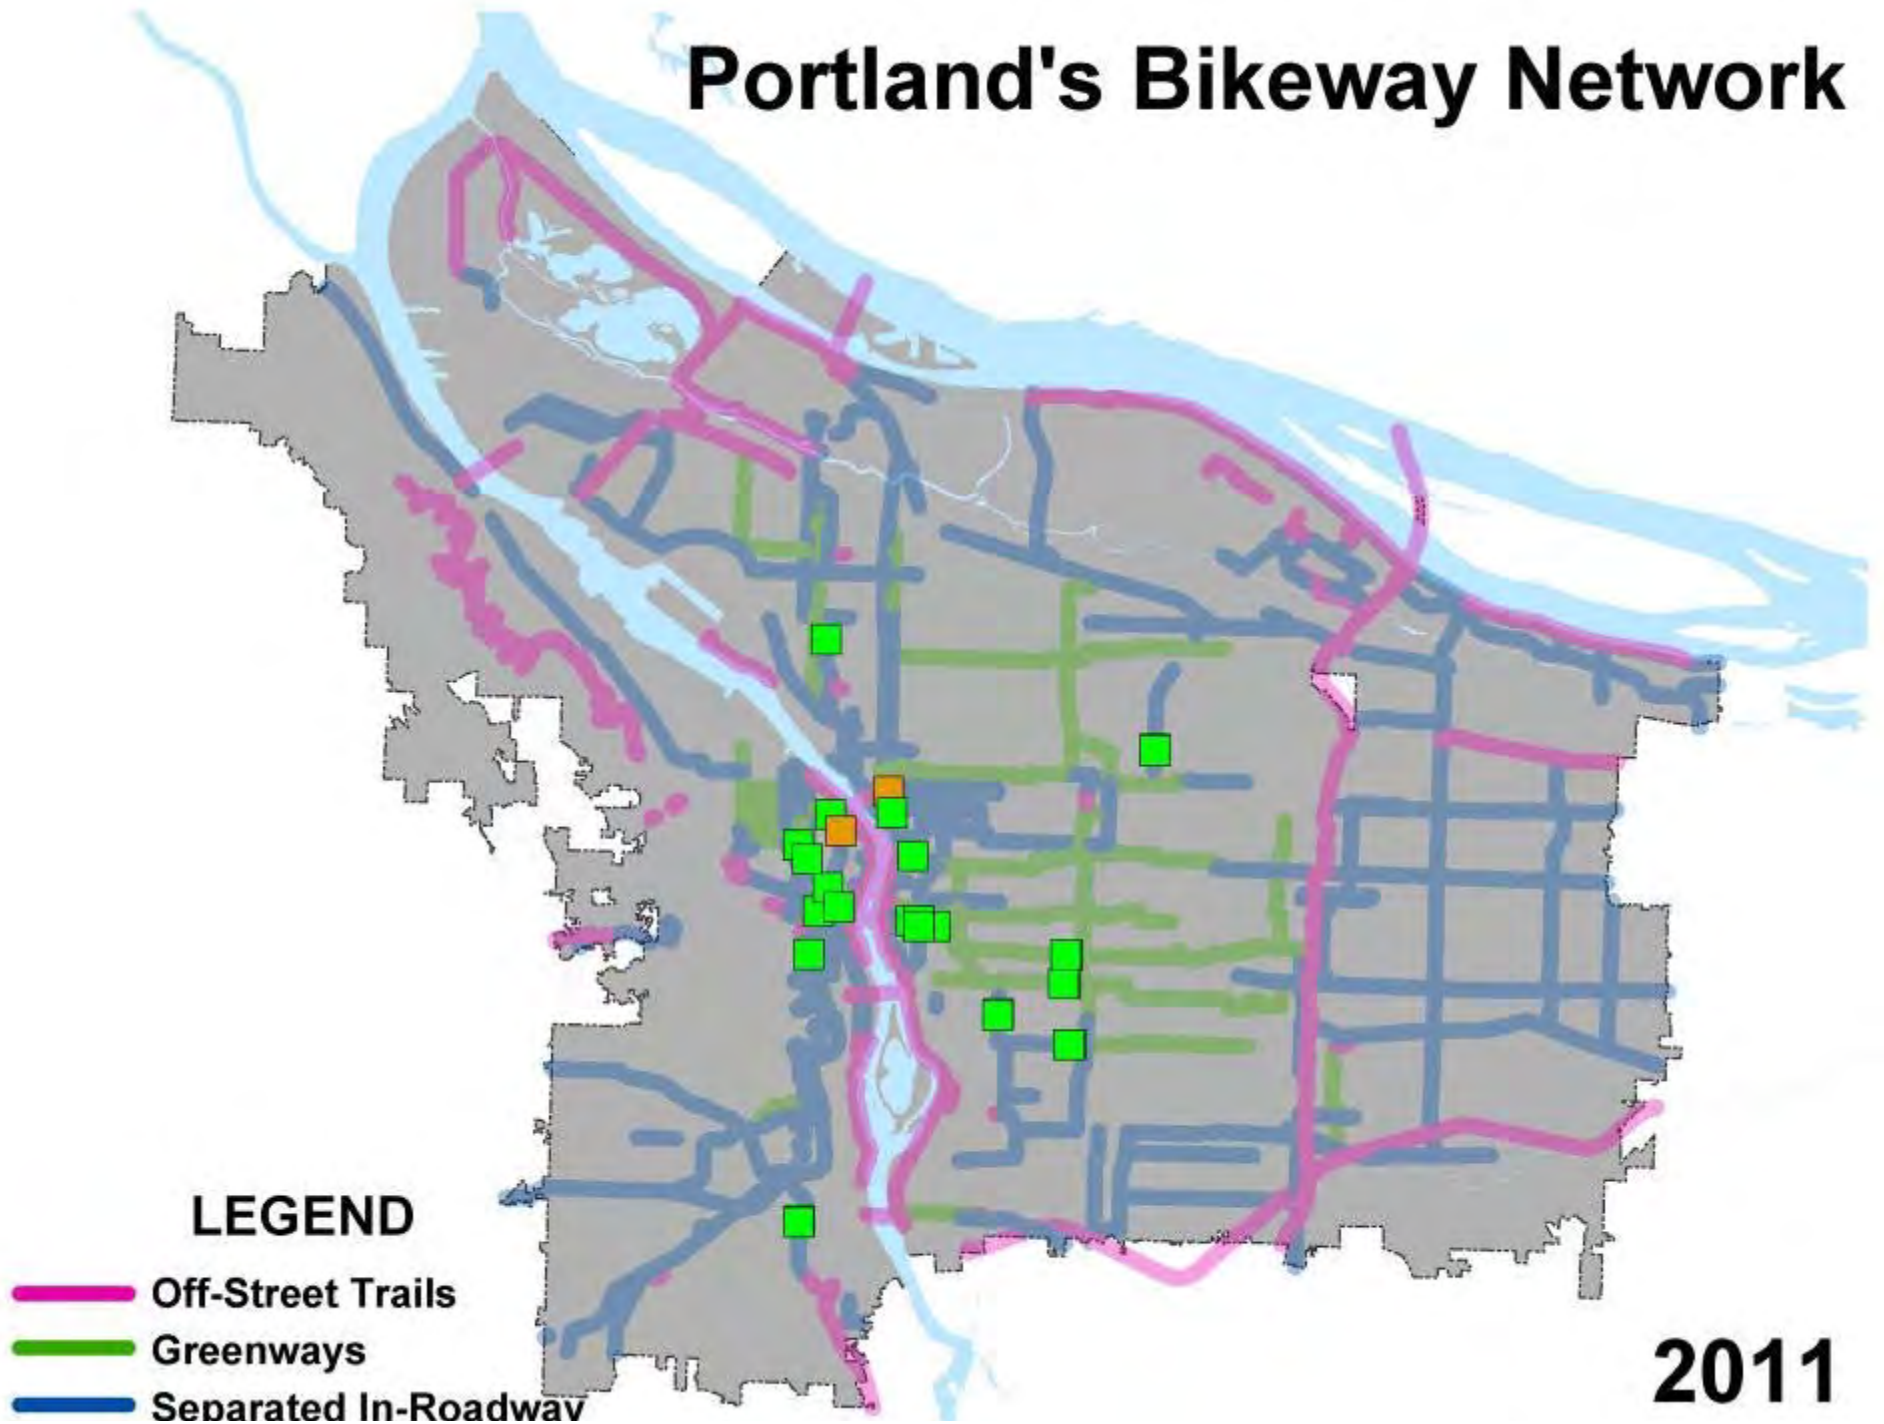 Portland's Bikeway Network
LEGEND
Off-Street Trails
Greenways
Separated In-Roadway
2011